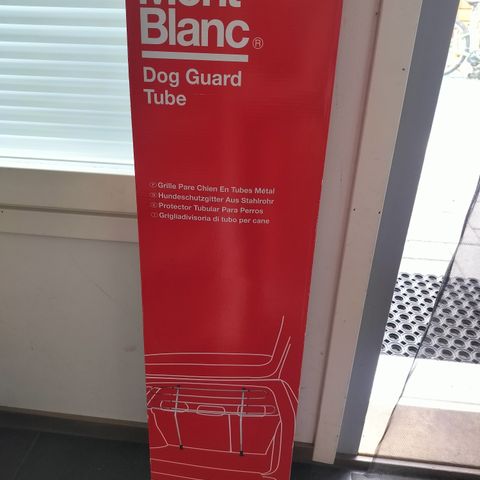 Mont
Blanc®
Dog Guard
Tube
Ⓕ Grille Pare Chien En Tubes Métal
Ⓓ Hundeschutzgitter Aus Stahlrohr
Ⓔ Protector Tubular Para Perros
Ⓘ Grigliadivisoria di tubo per cane